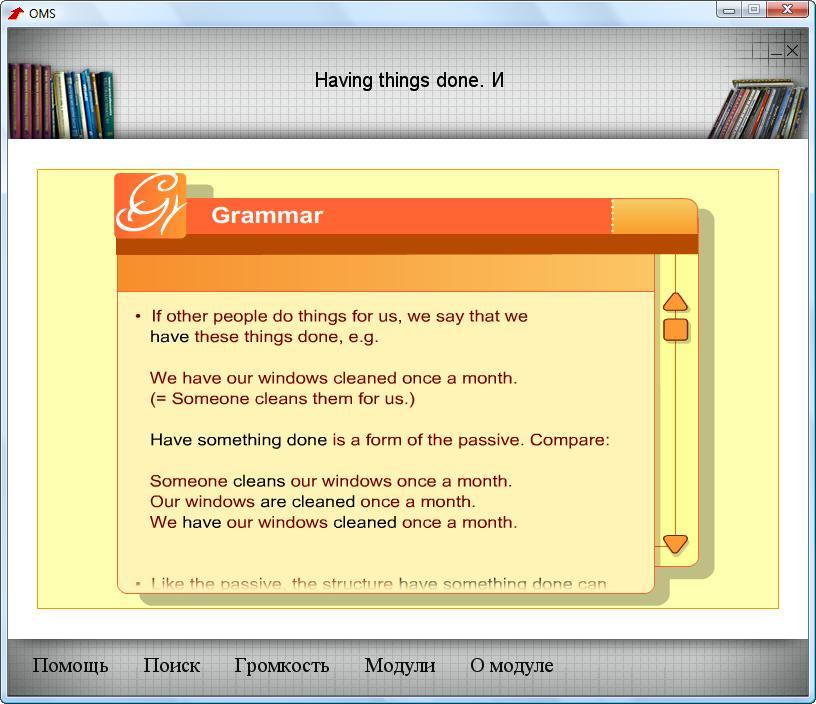 OMS
Having things done. И
Gr
Grammar
• If other people do things for us, we say that we
have these things done, e.g.
We have our windows cleaned once a month.
(= Someone cleans them for us.)
Have something done is a form of the passive. Compare:
Someone cleans our windows once a month.
Our windows are cleaned once a month.
We have our windows cleaned once a month.
• Like the passive, the structure have something done can
Помощь Поиск Громкость Модули О модуле